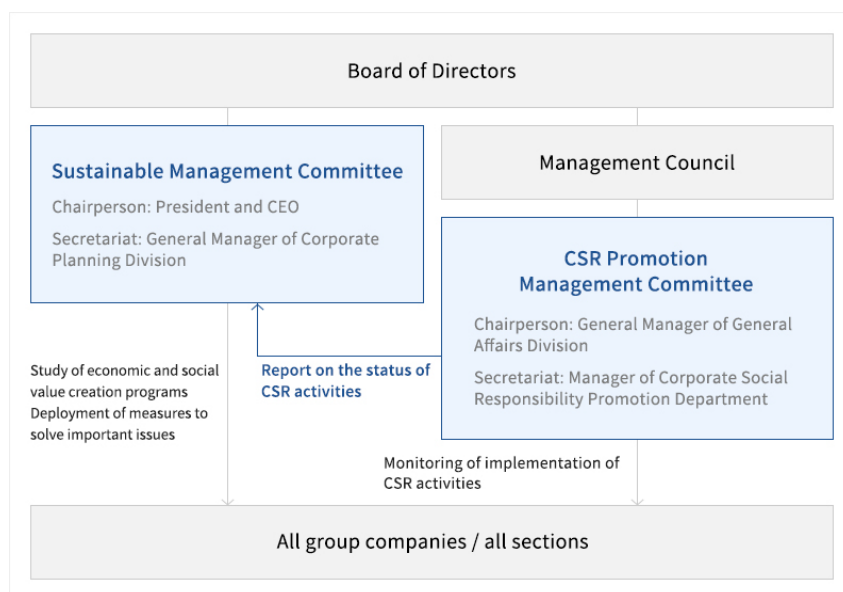 Board of Directors
Sustainable Management Committee
Chairperson: President and CEO
Secretariat: General Manager of Corporate
Planning Division
Management Council
CSR Promotion
Management Committee
Chairperson: General Manager of General
Affairs Division
Secretariat: Manager of Corporate Social
Responsibility Promotion Department
Study of economic and social
value creation programs
Deployment of measures to
solve important issues
Report on the status of
CSR activities
Monitoring of implementation of
CSR activities
All group companies / all sections